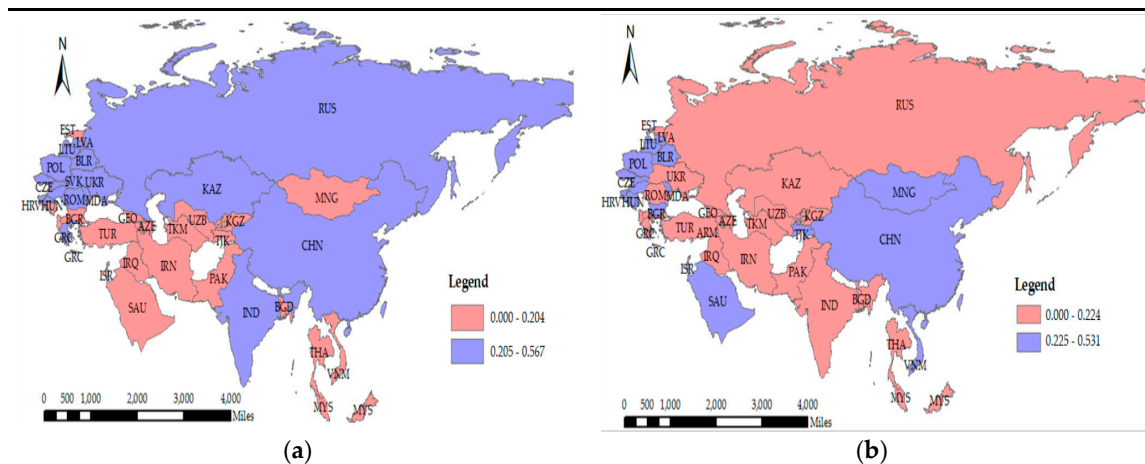 N
RUS
EST
LVA
LTU
BLR
POL
CZE
SVK
UKR
HRV
HUN
ROM
MDA
BGR
GRC
GRC
KAZ
MNG
GEO
AZE
TKM
UZB
KGZ
TJK
TUR
CHN
ISR
IRQ
IRN
PAK
SAU
IND
BGD
THA
VNM
MYS
MYS
Legend
0.000 - 0.204
0.205 - 0.567
0 500 1,000 2,000 3,000 4,000
Miles
(a)
N
RUS
EST
LVA
LTU
BLR
POL
CZE
UKR
HRV
HUN
ROM
MDA
BGR
GRC
GRC
KAZ
MNG
GEO
AZE
ARM
TKM
UZB
KGZ
TJK
TUR
CHN
ISR
IRQ
IRN
PAK
SAU
IND
BGD
THA
VNM
MYS
MYS
Legend
0.000 - 0.224
0.225 - 0.531
0 500 1,000 2,000 3,000 4,000
Miles
(b)